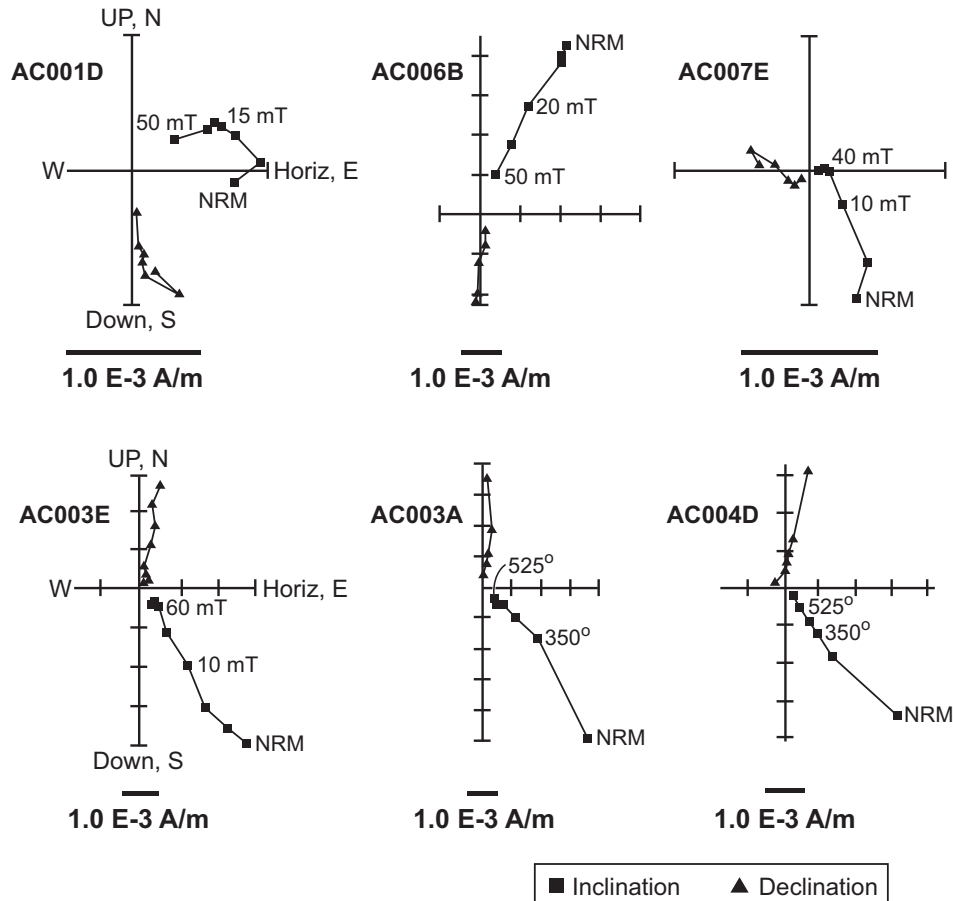 UP, N
AC001D
50 mT
15 mT
W
Horiz, E
NRM
Down, S
1.0 E-3 A/m
AC006B
NRM
20 mT
50 mT
1.0 E-3 A/m
AC007E
40 mT
10 mT
NRM
1.0 E-3 A/m
UP, N
AC003E
W
Horiz, E
60 mT
10 mT
NRM
Down, S
1.0 E-3 A/m
AC003A
525°
350°
NRM
1.0 E-3 A/m
AC004D
525°
350°
NRM
1.0 E-3 A/m
Inclination
Declination